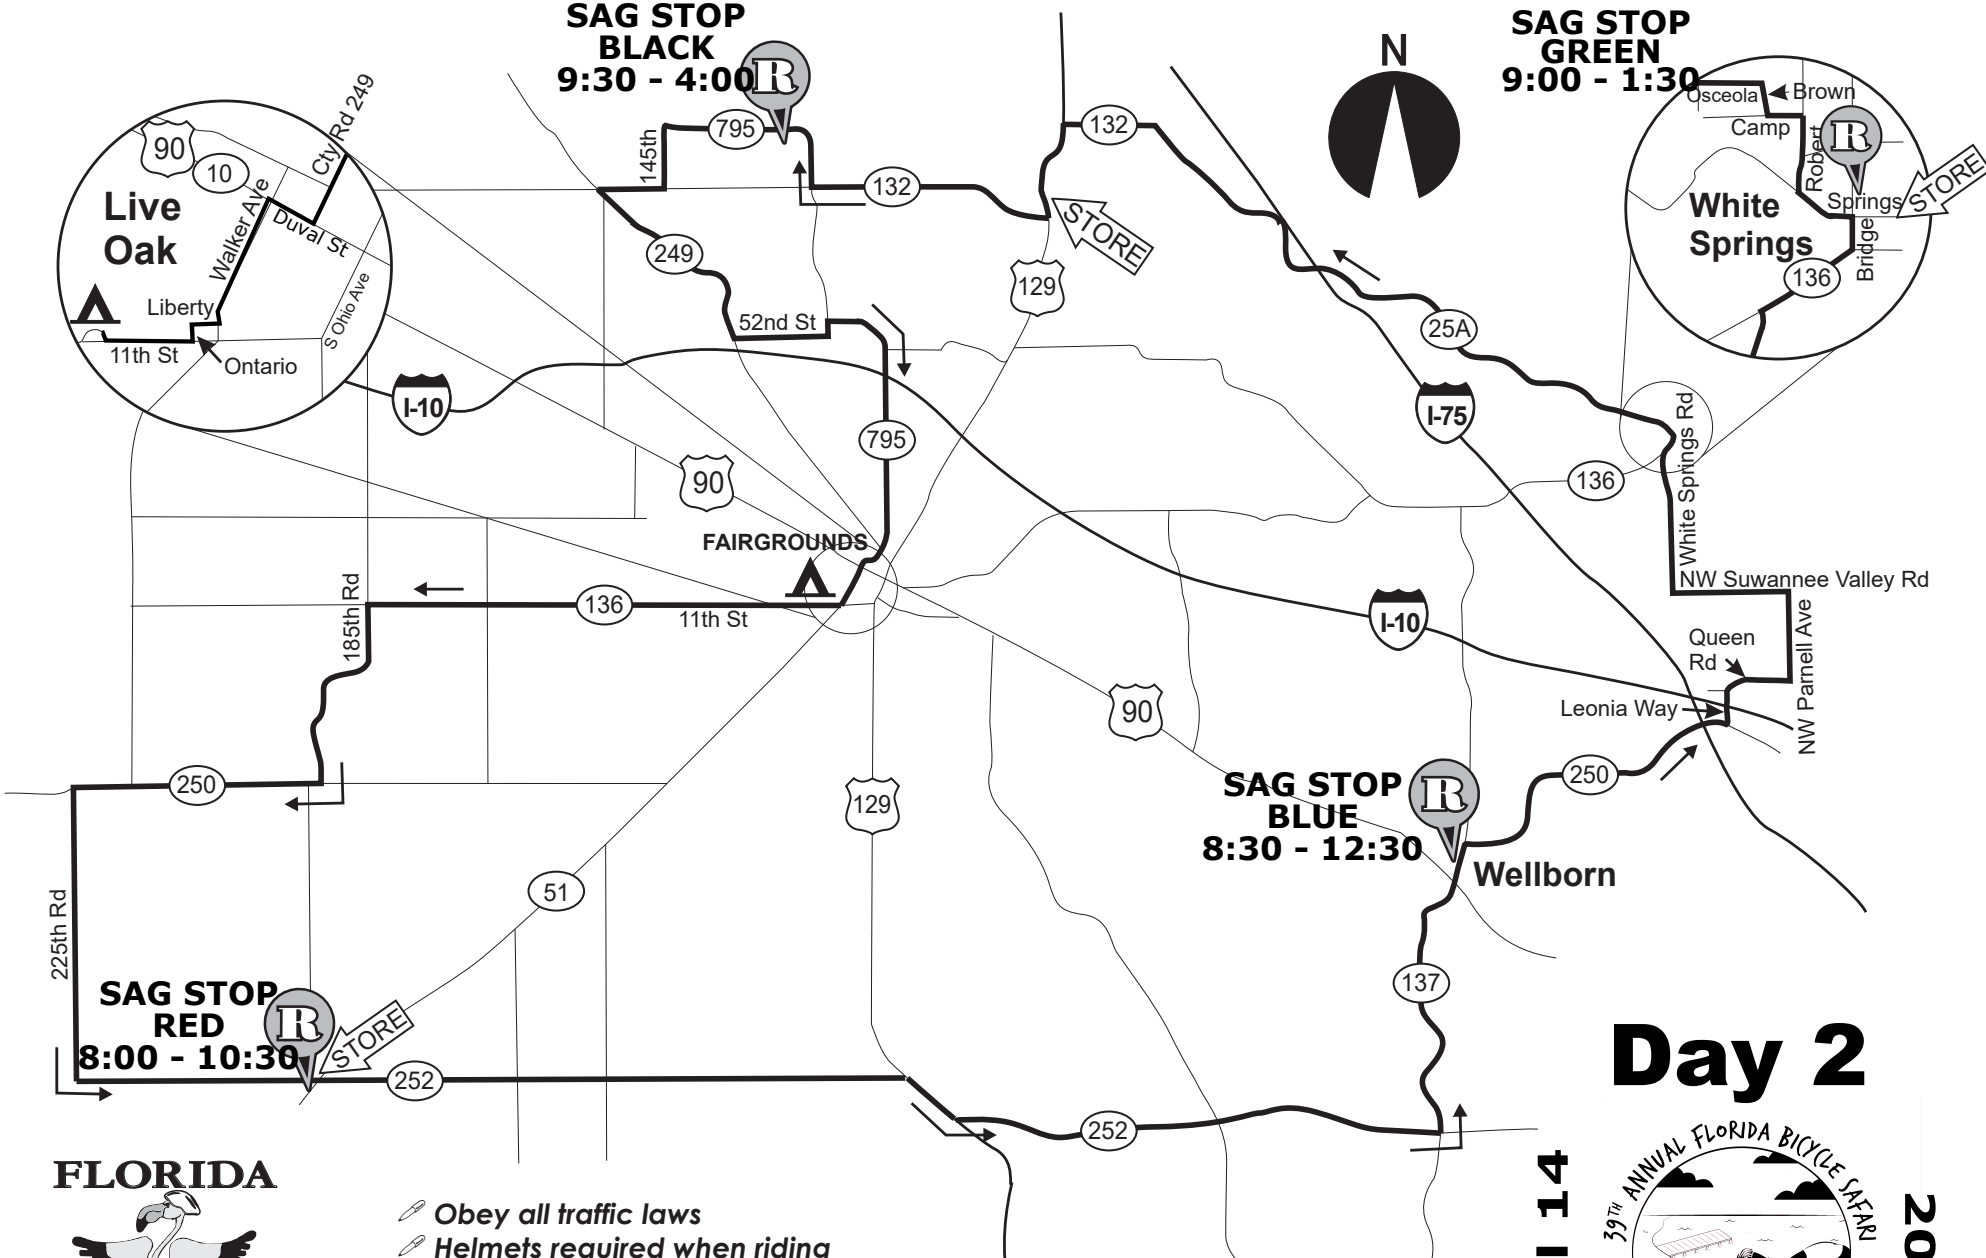 SAG STOP
BLACK
9:30 - 4:00
R
SAG STOP
GREEN
9:00 - 1:30
N
Osceola
Brown
Camp
Robert
R
STORE
Springs
White
Springs
Bridge
136
90
10
Cty Rd 249
Live
Oak
Walker Ave
Duval St
Liberty
S Ohio Ave
11th St
Ontario
145th
795
132
132
STORE
249
129
52nd St
25A
I-10
I-75
795
90
136
White Springs Rd
FAIRGROUNDS
NW Suwannee Valley Rd
185th Rd
136
11th St
I-10
Queen
Rd
NW Parnell Ave
Leonia Way
90
250
129
SAG STOP
BLUE
8:30 - 12:30
R
250
Wellborn
51
225th Rd
137
SAG STOP
RED
8:00 - 10:30
R
STORE
252
252
Day 2
39TH ANNUAL FLORIDA BICYCLE SAFARI
14
20
FLORIDA
Obey all traffic laws
Helmets required when riding